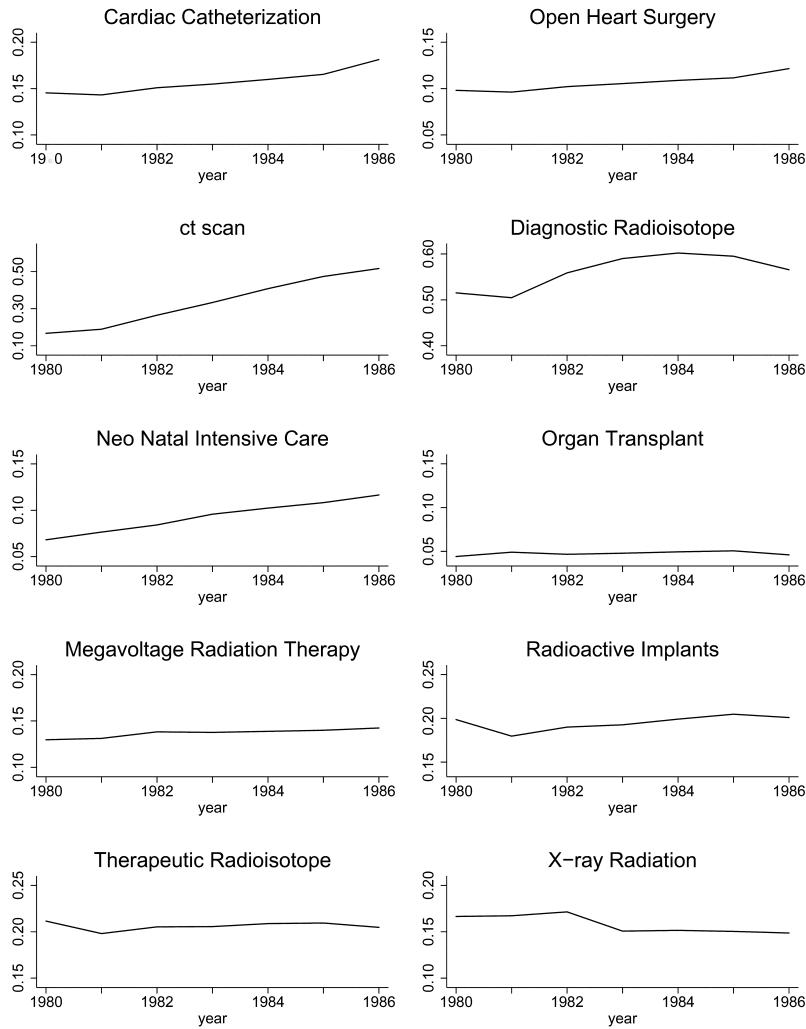 Cardiac Catheterization
0.10 0.15 0.20
1982 1984 1986
year
Open Heart Surgery
0.05 0.10 0.15
1980 1982 1984 1986
year
ct scan
0.10 0.30 0.50
1980 1982 1984 1986
year
Diagnostic Radioisotope
0.40 0.50 0.60
1980 1982 1984 1986
year
Neo Natal Intensive Care
0.05 0.10 0.15
1980 1982 1984 1986
year
Organ Transplant
0.05 0.10 0.15
1980 1982 1984 1986
year
Megavoltage Radiation Therapy
0.10 0.15 0.20
1980 1982 1984 1986
year
Radioactive Implants
0.15 0.20 0.25
1980 1982 1984 1986
year
Therapeutic Radioisotope
0.15 0.20 0.25
1980 1982 1984 1986
year
X−ray Radiation
0.10 0.15 0.20
1980 1982 1984 1986
year